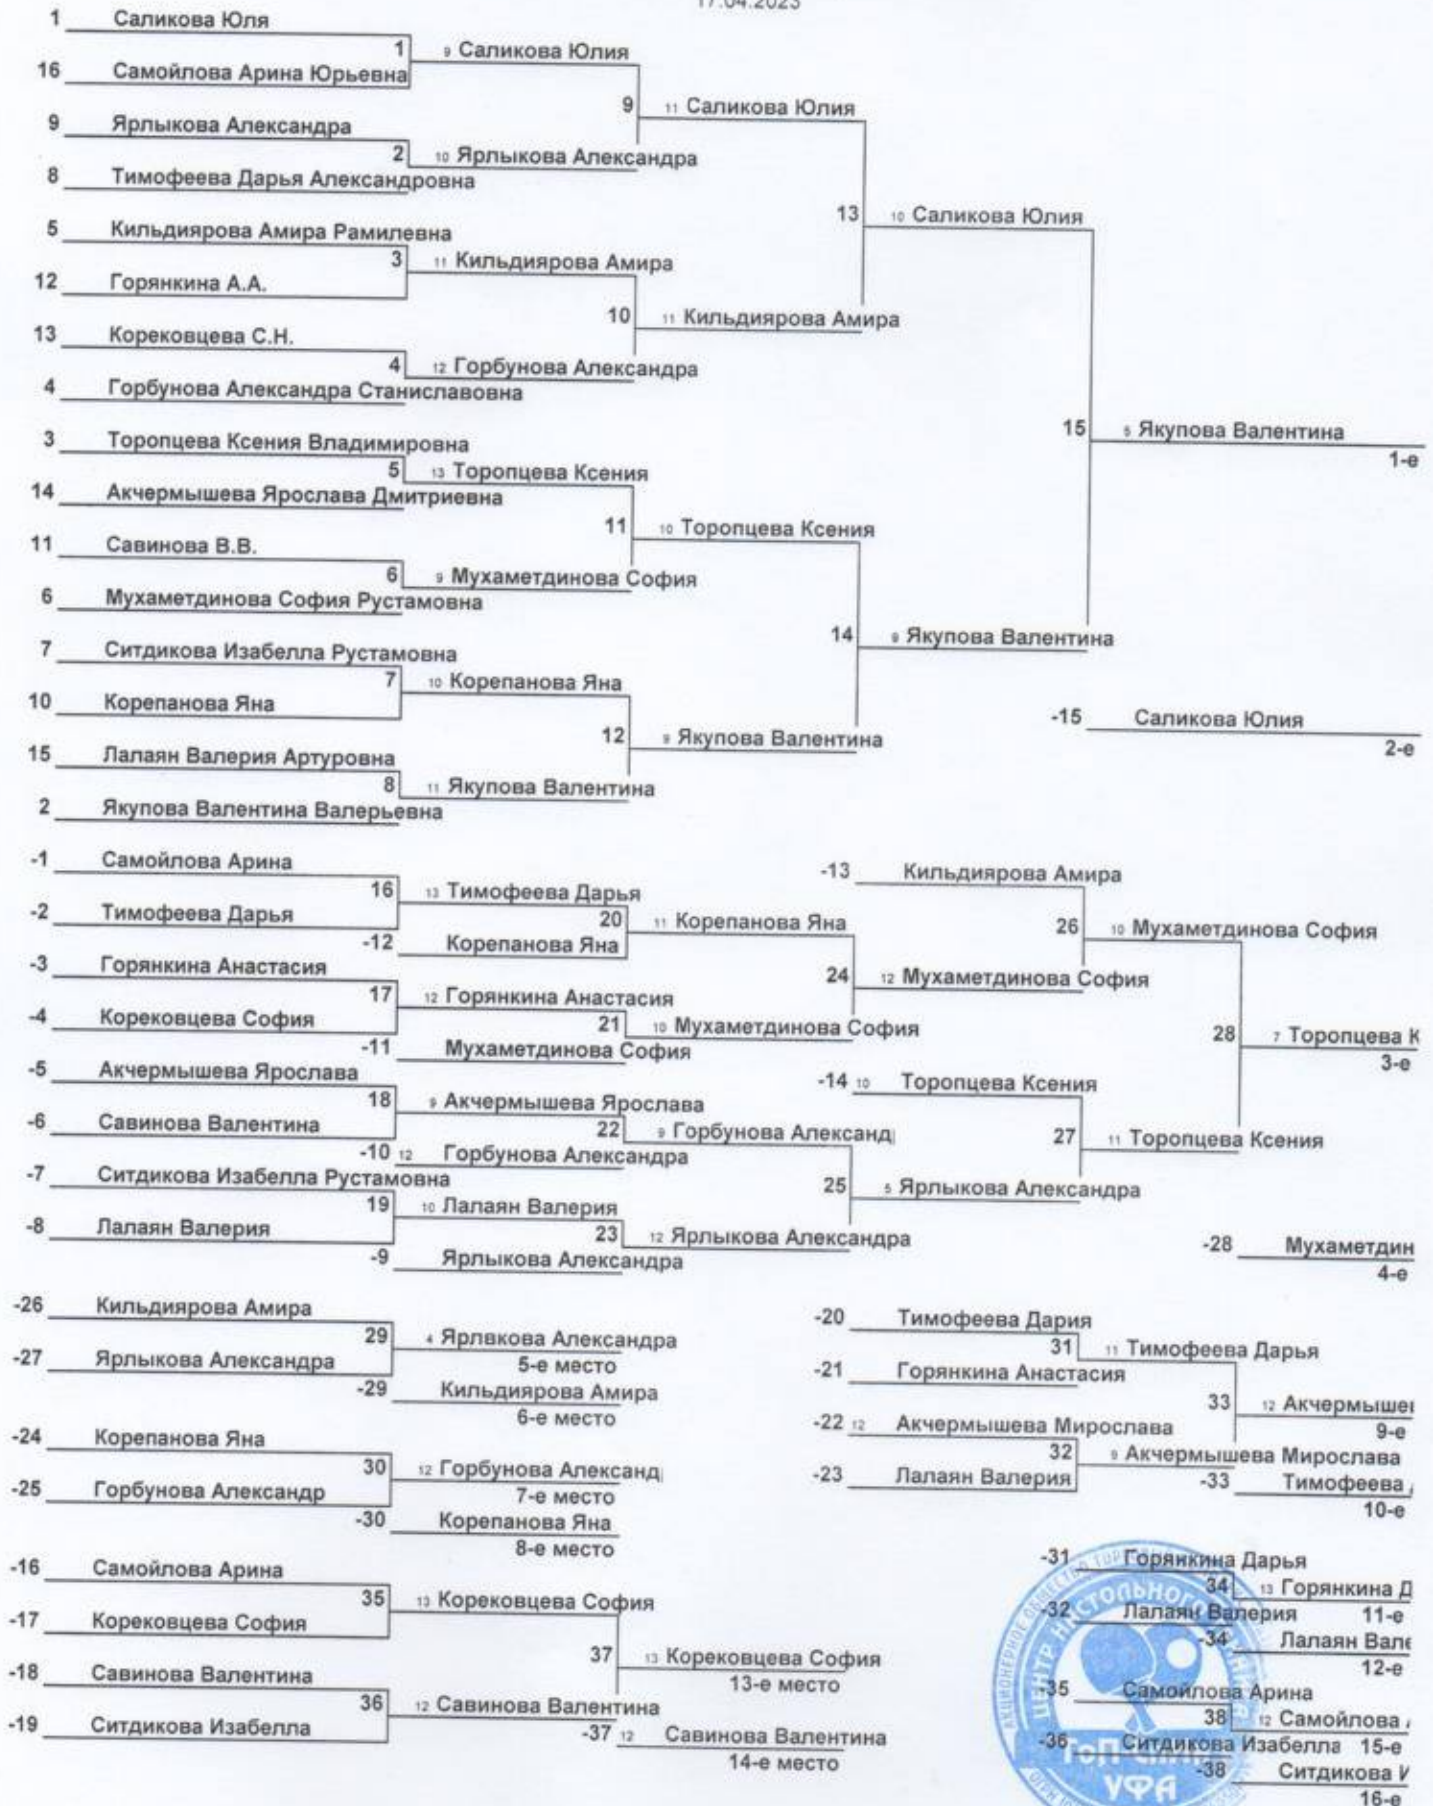 17.04.2023
1 Саликова Юля
1 9 Саликова Юлия
16 Самойлова Арина Юрьевна
9 11 Саликова Юлия
9 Ярлыкова Александра
2 10 Ярлыкова Александра
8 Тимофеева Дарья Александровна
13 10 Саликова Юлия
5 Кильдиярова Амира Рамилевна
3 11 Кильдиярова Амира
12 Горянкина А.А.
10 11 Кильдиярова Амира
13 Корековцева С.Н.
4 12 Горбунова Александра
4 Горбунова Александра Станиславовна
15 5 Якупова Валентина
1-е
3 Торопцева Ксения Владимировна
5 13 Торопцева Ксения
14 Акчермышева Ярослава Дмитриевна
11 10 Торопцева Ксения
11 Савинова В.В.
6 9 Мухаметдинова София
6 Мухаметдинова София Рустамовна
14 9 Якупова Валентина
7 Ситдикова Изабелла Рустамовна
7 10 Корепанова Яна
10 Корепанова Яна
-15 Саликова Юлия
2-е
12 9 Якупова Валентина
15 Лалаян Валерия Артуровна
8 11 Якупова Валентина
2 Якупова Валентина Валерьевна
-1 Самойлова Арина
-13 Кильдиярова Амира
16 13 Тимофеева Дарья
-2 Тимофеева Дарья
20 11 Корепанова Яна
26 10 Мухаметдинова София
-12 Корепанова Яна
-3 Горянкина Анастасия
24 12 Мухаметдинова София
17 12 Горянкина Анастасия
-4 Корековцева София
21 10 Мухаметдинова София
28 7 Торопцева К
3-е
-11 Мухаметдинова София
-5 Акчермышева Ярослава
-14 10 Торопцева Ксения
18 9 Акчермышева Ярослава
-6 Савинова Валентина
22 9 Горбунова Александ
27 11 Торопцева Ксения
-10 12 Горбунова Александра
-7 Ситдикова Изабелла Рустамовна
25 5 Ярлыкова Александра
19 10 Лалаян Валерия
-8 Лалаян Валерия
23 12 Ярлыкова Александра
-28 Мухаметдин
4-е
-9 Ярлыкова Александра
-26 Кильдиярова Амира
-20 Тимофеева Дария
29 4 Ярлвкова Александра
5-е место
31 11 Тимофеева Дарья
-27 Ярлыкова Александра
-21 Горянкина Анастасия
-29 Кильдиярова Амира
6-е место
33 12 Акчермышев
9-е
-22 12 Акчермышева Мирослава
-24 Корепанова Яна
32 9 Акчермышева Мирослава
30 12 Горбунова Александ
7-е место
-23 Лалаян Валерия
-33 Тимофеева
10-е
-25 Горбунова Александр
-30 Корепанова Яна
8-е место
-16 Самойлова Арина
-31 Горянкина Дарья
35 13 Корековцева София
34 13 Горянкина Д
11-е
-17 Корековцева София
-32 Лалаян Валерия
-34 Лалаян Вале
12-е
37 13 Корековцева София
13-е место
-18 Савинова Валентина
-35 Самойлова Арина
36 12 Савинова Валентина
38 12 Самойлова
15-е
-19 Ситдикова Изабелла
-37 12 Савинова Валентина
14-е место
-36 Ситдикова Изабелла
-38 Ситдикова И
16-е
ЦЕНТР НАСТОЛЬНОГО
УФА